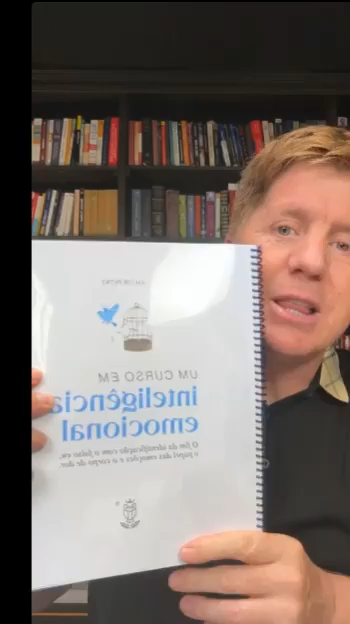 UM CURSO EM
inteligência
emocional
O fim da identificação com o falso eu,
o papel das emoções e o corpo de dor